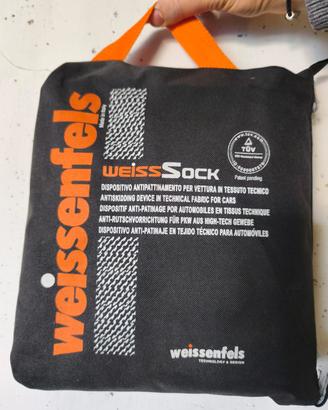 weissenfels
Made in Italy
weissSock
TÜV
Patent pending
DISPOSITIVO ANTIPATTINAMENTO PER VETTURA IN TESSUTO TECNICO
ANTISKIDDING DEVICE IN TECHNICAL FABRIC FOR CARS
DISPOSITIF ANTI-PATINAGE POR AUTOMOBILES EN TISSUS TECHNIQUE
ANTI-RUTSCHVORRICHTUNG FÜR PKW AUS HIGH-TECH GEWEBE
DISPOSITIVO ANTI-PATINAJE EN TEJIDO TÉCNICO PARA AUTOMÓVILES
weissenfels
TECHNOLOGY & DESIGN